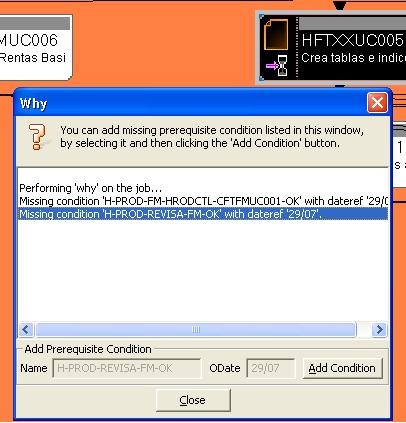 MUC006
Rentas Basi
HFTXXUC005
Crea tablas e indice
1
s a
Why
You can add missing prerequisite condition listed in this window,
by selecting it and then clicking the 'Add Condition' button.
Performing 'why' on the job...
Missing condition 'H-PROD-FM-HRODCTL-CFTFMUC001-OK' with dateref '29/0
Missing condition 'H-PROD-REVISA-FM-OK' with dateref '29/07'.
Add Prerequisite Condition
Name H-PROD-REVISA-FM-OK ODate 29/07 Add Condition
Close